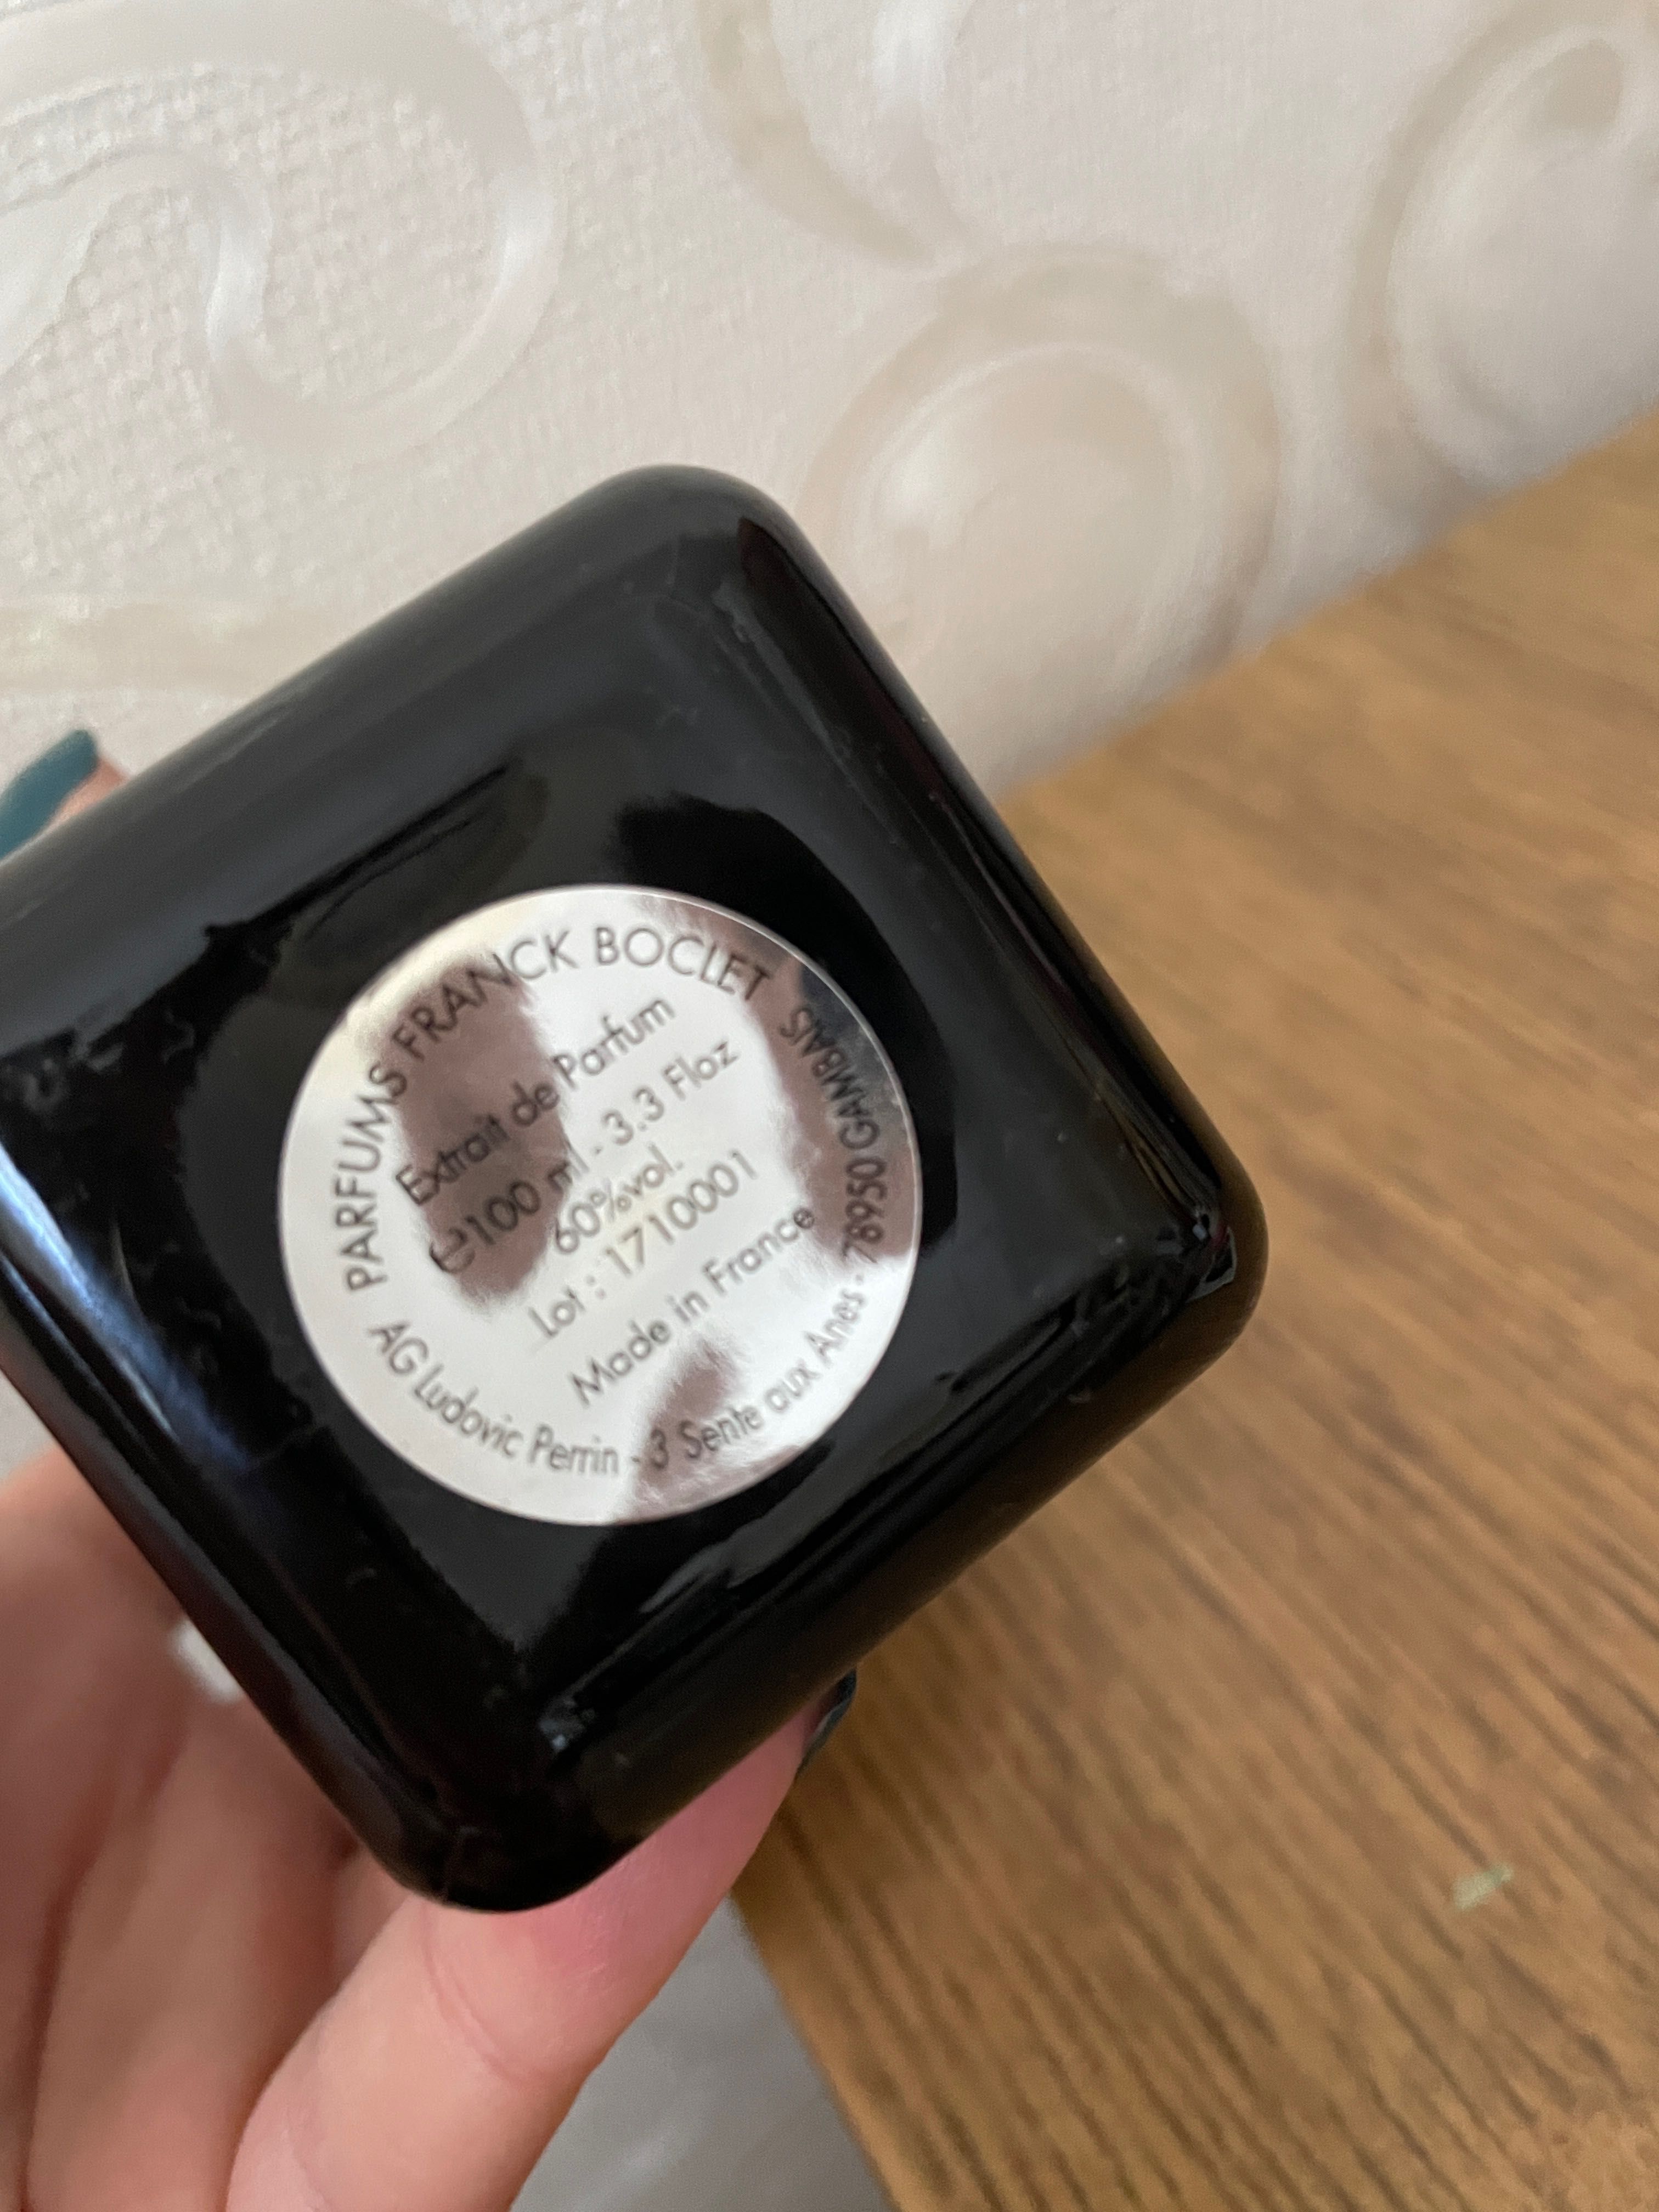 PARFUMS FRANCK BOCLET
Extrait de Parfum
℮100 ml - 3.3 Floz
60%vol.
Lot : 1710001
Made in France
AG Ludovic Perrin - 3 Sente aux Anes - 78950 GAMBAIS